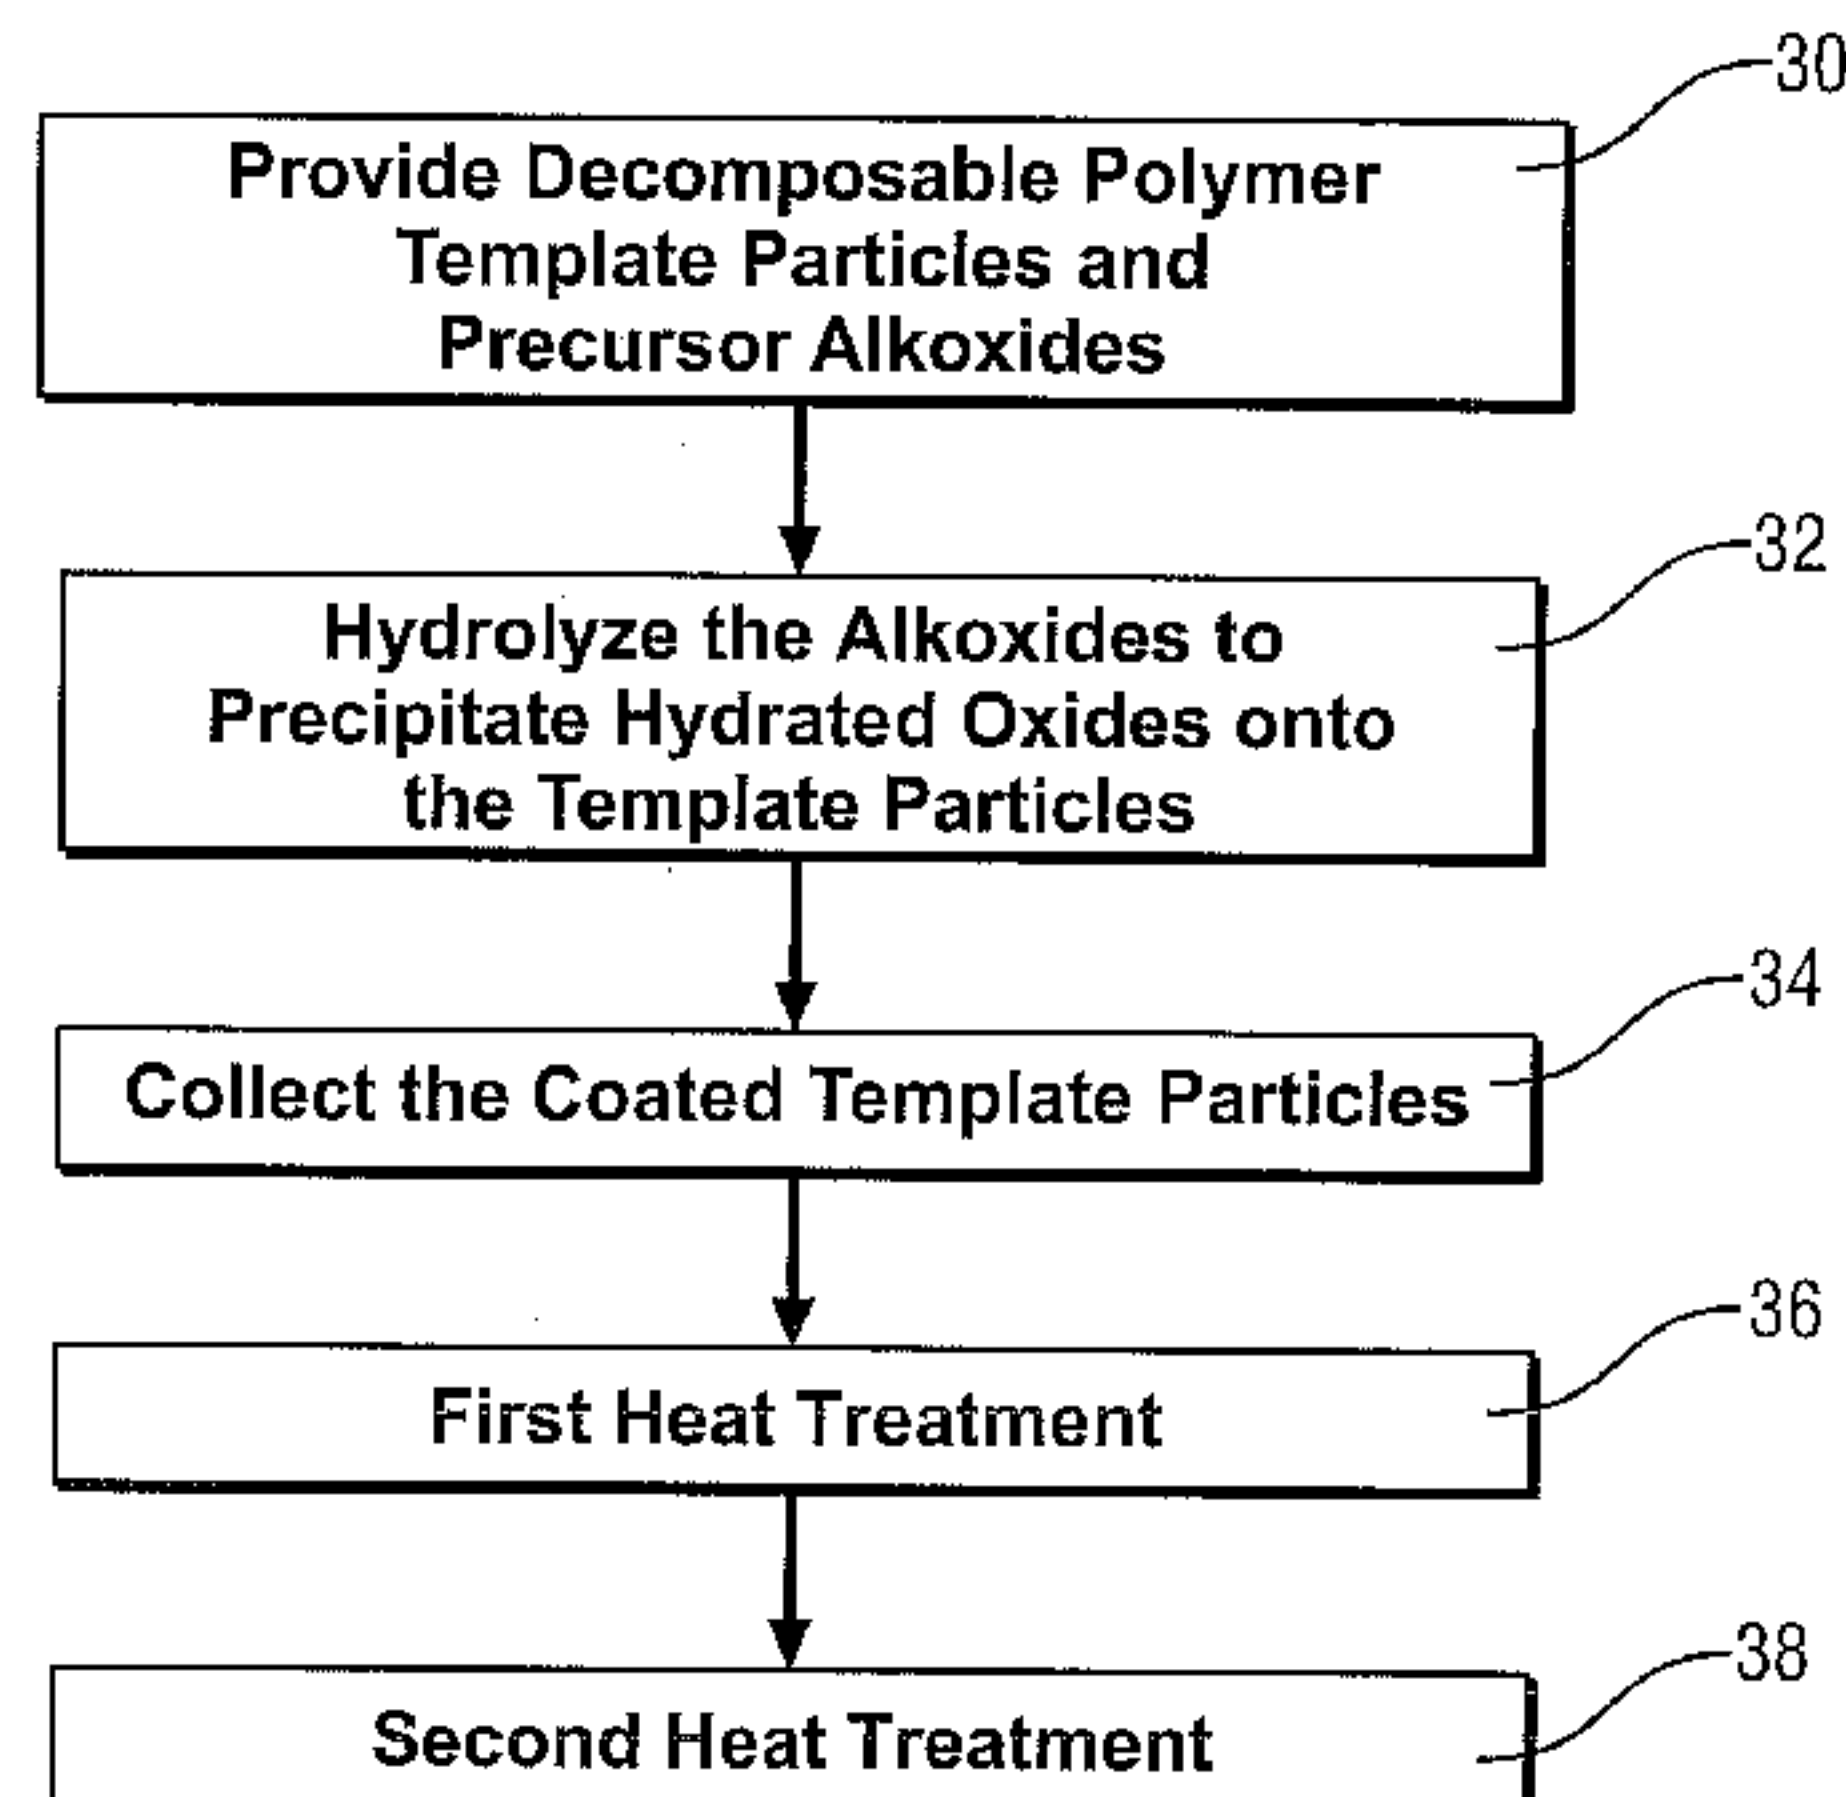 30
Provide Decomposable Polymer
Template Particles and
Precursor Alkoxides
32
Hydrolyze the Alkoxides to
Precipitate Hydrated Oxides onto
the Template Particles
34
Collect the Coated Template Particles
36
First Heat Treatment
38
Second Heat Treatment